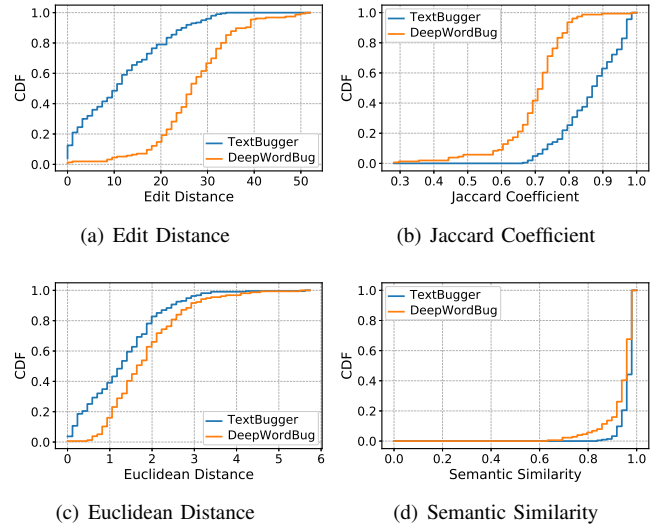 1.0
0.8
0.6
0.4
0.2
0.0
CDF
TextBugger
DeepWordBug
0 10 20 30 40 50
Edit Distance
(a) Edit Distance
1.0
0.8
0.6
0.4
0.2
0.0
CDF
TextBugger
DeepWordBug
0.3 0.4 0.5 0.6 0.7 0.8 0.9 1.0
Jaccard Coefficient
(b) Jaccard Coefficient
1.0
0.8
0.6
0.4
0.2
0.0
CDF
TextBugger
DeepWordBug
0 1 2 3 4 5 6
Euclidean Distance
(c) Euclidean Distance
1.0
0.8
0.6
0.4
0.2
0.0
CDF
TextBugger
DeepWordBug
0.0 0.2 0.4 0.6 0.8 1.0
Semantic Similarity
(d) Semantic Similarity